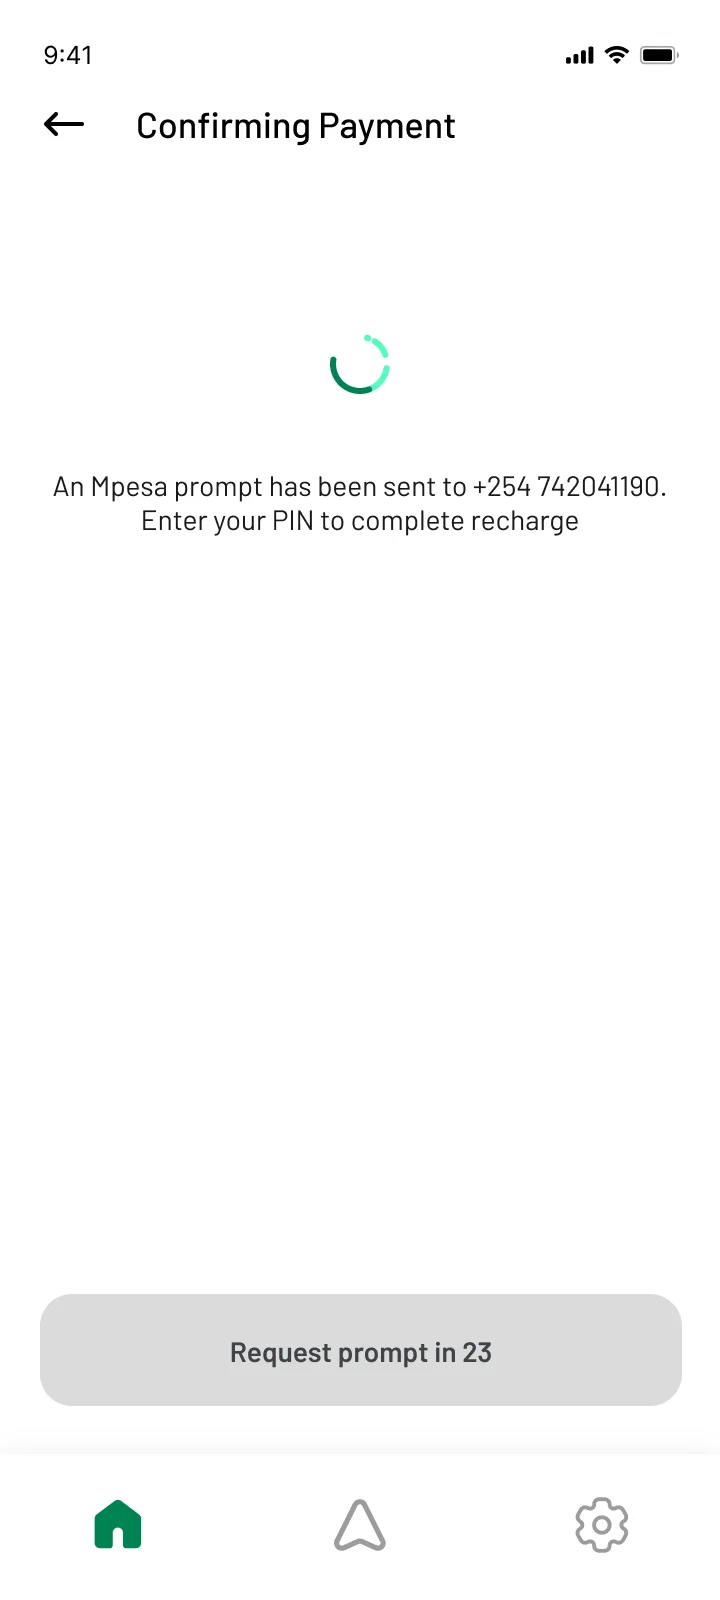 9:41
Confirming Payment
An Mpesa prompt has been sent to +254 742041190.
Enter your PIN to complete recharge
Request prompt in 23